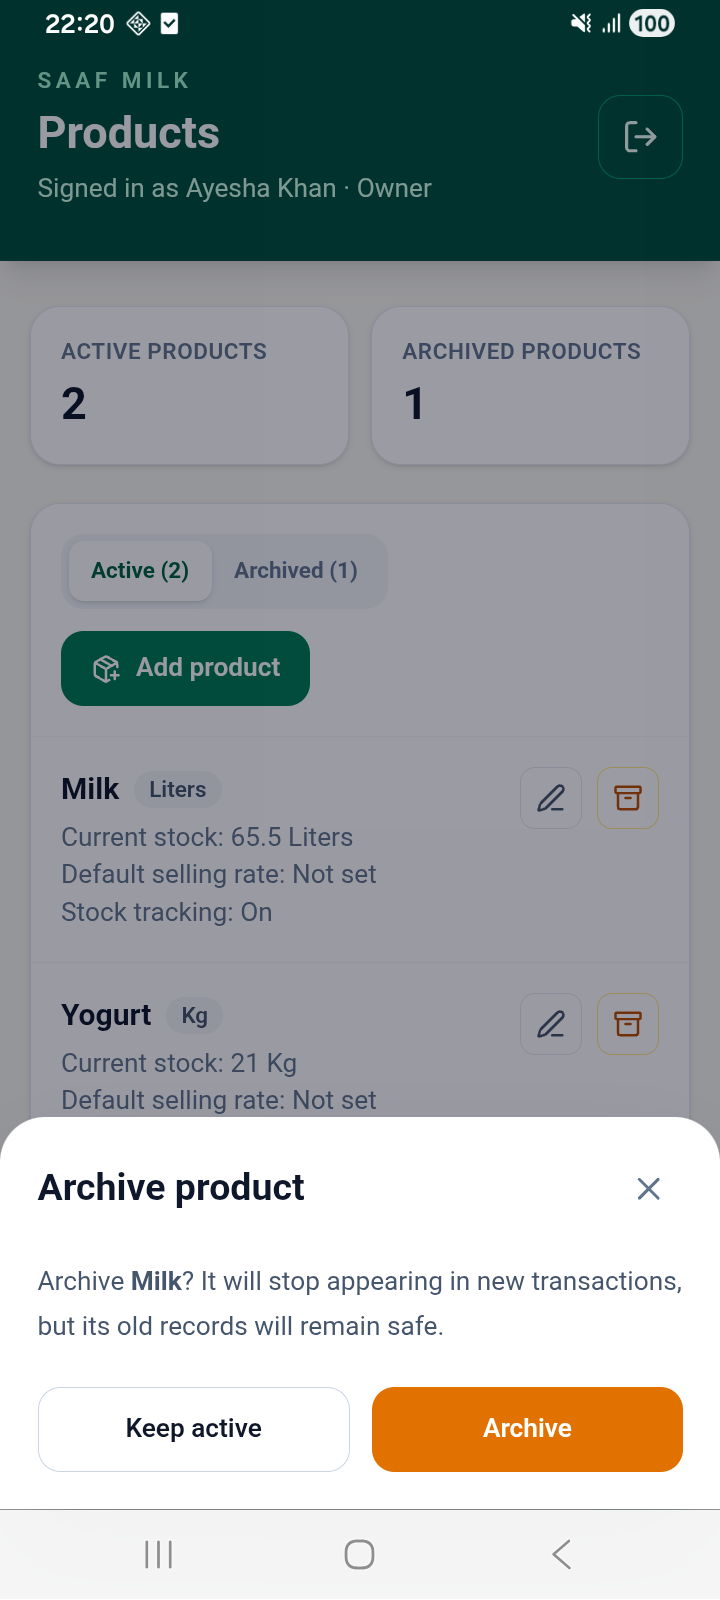 22:20
100
SAAF MILK
Products
Signed in as Ayesha Khan · Owner
ACTIVE PRODUCTS
2
ARCHIVED PRODUCTS
1
Active (2)
Archived (1)
Add product
Milk
Liters
Current stock: 65.5 Liters
Default selling rate: Not set
Stock tracking: On
Yogurt
Kg
Current stock: 21 Kg
Default selling rate: Not set
Archive product
Archive Milk? It will stop appearing in new transactions,
but its old records will remain safe.
Keep active
Archive